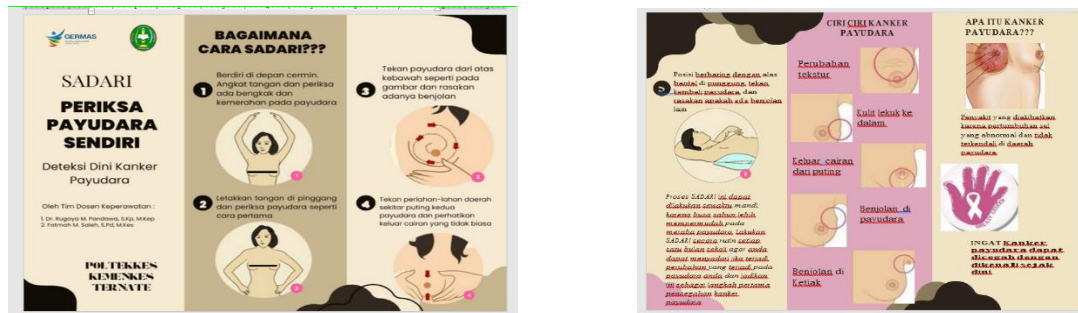 GERMAS
SADARI
PERIKSA
PAYUDARA
SENDIRI
Deteksi Dini Kanker
Payudara
Oleh Tim Dosen Keperawatan :
1. Dr. Rugaya M. Pandawa, S.Kp, M.Kep
2. Fatmah M. Saleh, S.Pd, M.Kes
POLTEKKES
KEMENKES
TERNATE
BAGAIMANA
CARA SADARI???
1
Berdiri di depan cermin.
Angkat tangan dan periksa
ada bengkak dan
kemerahan pada payudara
1
2
Letakkan tangan di pinggang
dan periksa payudara seperti
cara pertama
2
3
Tekan payudara dari atas
kebawah seperti pada
gambar dan rasakan
adanya benjolan
3
4
Tekan perlahan-lahan daerah
sekitar puting kedua
payudara dan perhatikan
keluar cairan yang tidak biasa
4
5
Posisi berbaring dengan alas
bantal di punggung, tekan
kembali payudara, dan
rasakan apakah ada benjolan
lain
Proses SADARI ini dapat
dilakukan sewaktu mandi,
karena busa sabun lebih
mempermudah pada
meraba payudara. Lakukan
SADARI secara rutin setiap
satu bulan sekali agar anda
dapat menyadari jika terjadi
perubahan yang terjadi pada
payudara anda dan jadikan
ini sebagai langkah pertama
pencegahan kanker
payudara
CIRI CIRI KANKER
PAYUDARA
Perubahan
tekstur
Kulit lekuk ke
dalam
Keluar cairan
dari puting
Benjolan di
payudara
Benjolan di
Ketiak
APA ITU KANKER
PAYUDARA???
Penyakit yang diakibatkan
karena pertumbuhan sel
yang abnormal dan tidak
terkendali di daerah
payudara
INGAT Kanker
payudara dapat
dicegah dengan
dikenali sejak
dini